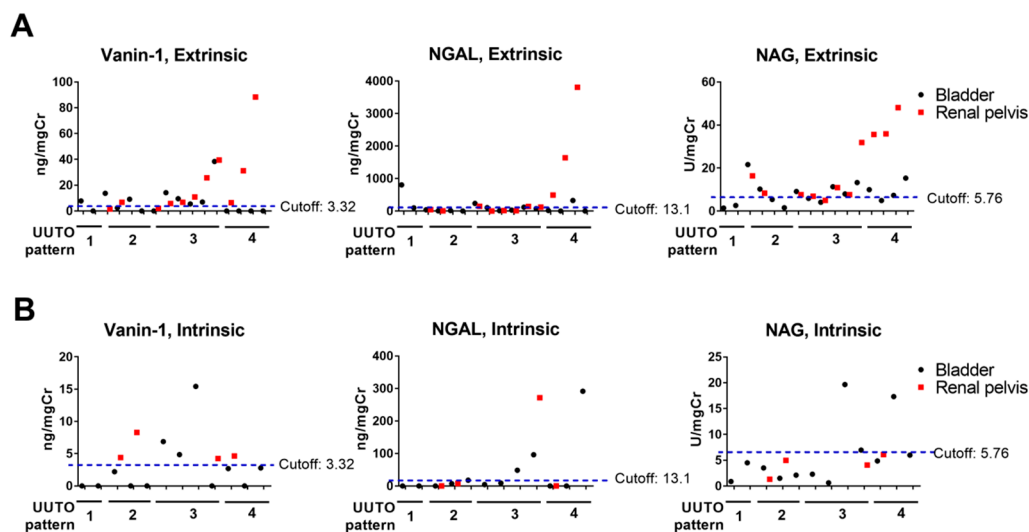 A
Vanin-1, Extrinsic
ng/mgCr
100
80
60
40
20
0
Cutoff: 3.32
UUTO
pattern
1
2
3
4
NGAL, Extrinsic
ng/mgCr
4000
3000
2000
1000
0
Cutoff: 13.1
UUTO
pattern
1
2
3
4
NAG, Extrinsic
U/mgCr
60
40
20
0
Cutoff: 5.76
UUTO
pattern
1
2
3
4
Bladder
Renal pelvis
B
Vanin-1, Intrinsic
ng/mgCr
20
15
10
5
0
Cutoff: 3.32
UUTO
pattern
1
2
3
4
NGAL, Intrinsic
ng/mgCr
400
300
200
100
0
Cutoff: 13.1
UUTO
pattern
1
2
3
4
NAG, Intrinsic
U/mgCr
25
20
15
10
5
0
Cutoff: 5.76
UUTO
pattern
1
2
3
4
Bladder
Renal pelvis